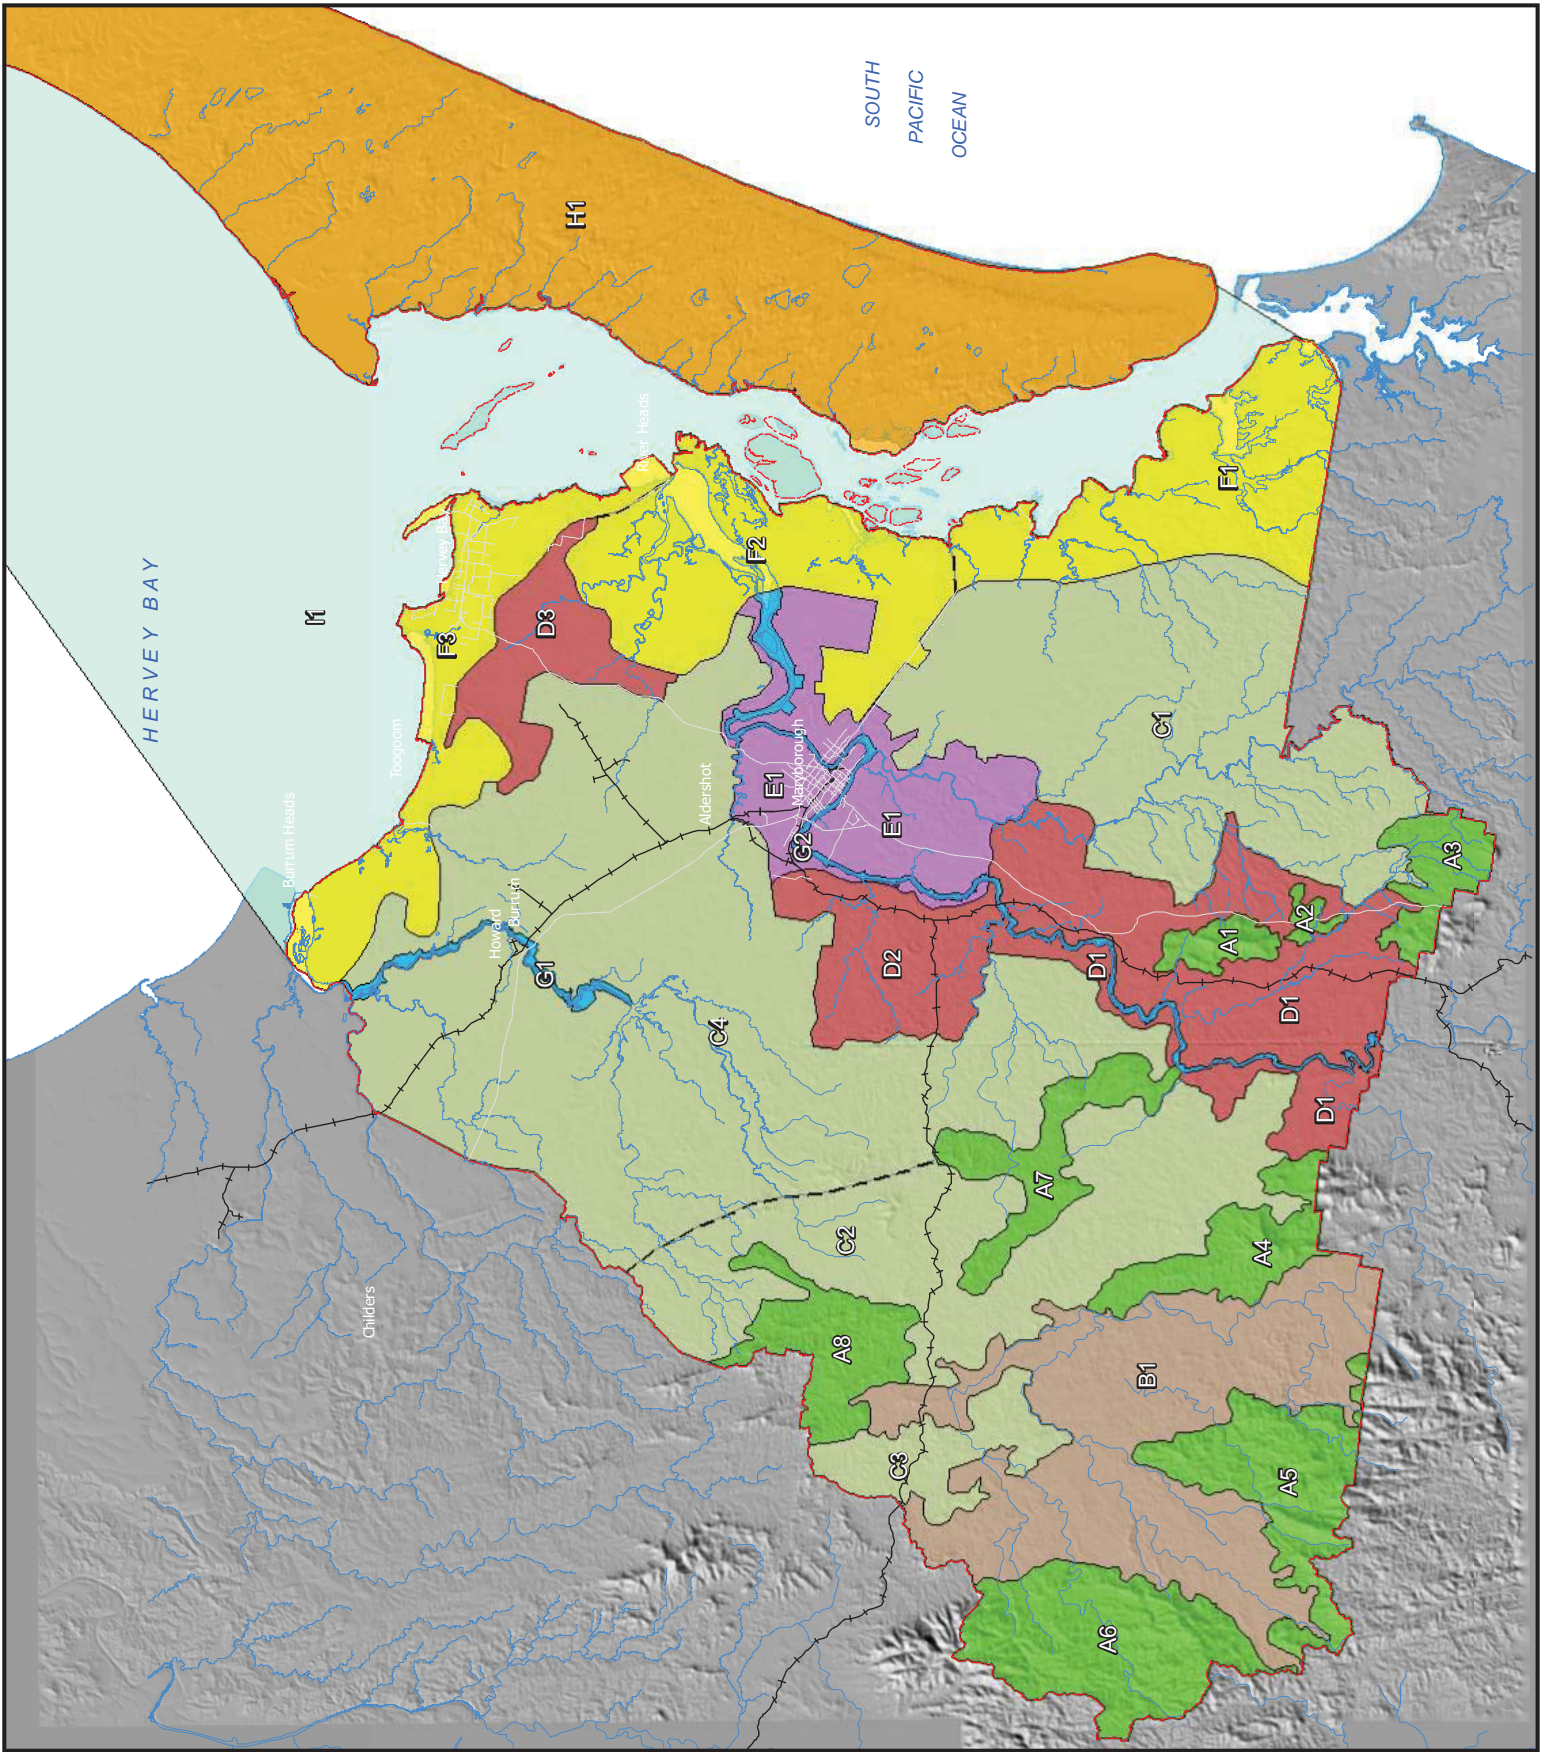 HERVEY BAY
Burrum Heads
I1
Childers
Toogoom
Hervey Bay
F3
Howard
Burrum
G1
D3
H1
River Heads
Aldershot
C4
F2
E1
Maryborough
G2
A8
C2
SOUTH
PACIFIC
OCEAN
C3
D2
E1
A7
D1
A6
B1
C1
A1
F1
A4
A5
D1
A2
D1
A3